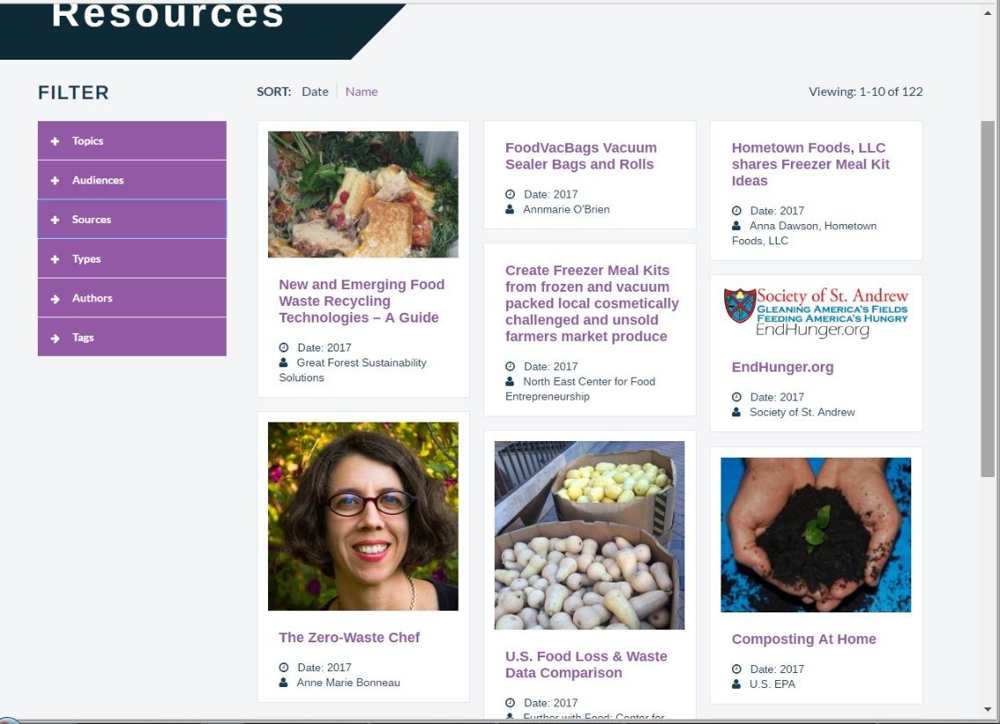 Resources
FILTER
Topics
Audiences
Sources
Types
Authors
Tags
SORT: Date Name
Viewing: 1-10 of 122
New and Emerging Food
Waste Recycling
Technologies – A Guide
Date: 2017
Great Forest Sustainability
Solutions
The Zero-Waste Chef
Date: 2017
Anne Marie Bonneau
FoodVacBags Vacuum
Sealer Bags and Rolls
Date: 2017
Annmarie O'Brien
Create Freezer Meal Kits
from frozen and vacuum
packed local cosmetically
challenged and unsold
farmers market produce
Date: 2017
North East Center for Food
Entrepreneurship
U.S. Food Loss & Waste
Data Comparison
Date: 2017
Further with Food: Center for
Hometown Foods, LLC
shares Freezer Meal Kit
Ideas
Date: 2017
Anna Dawson, Hometown
Foods, LLC
Society of St. Andrew
GLEANING AMERICA'S FIELDS
FEEDING AMERICA'S HUNGRY
EndHunger.org
EndHunger.org
Date: 2017
Society of St. Andrew
Composting At Home
Date: 2017
U.S. EPA